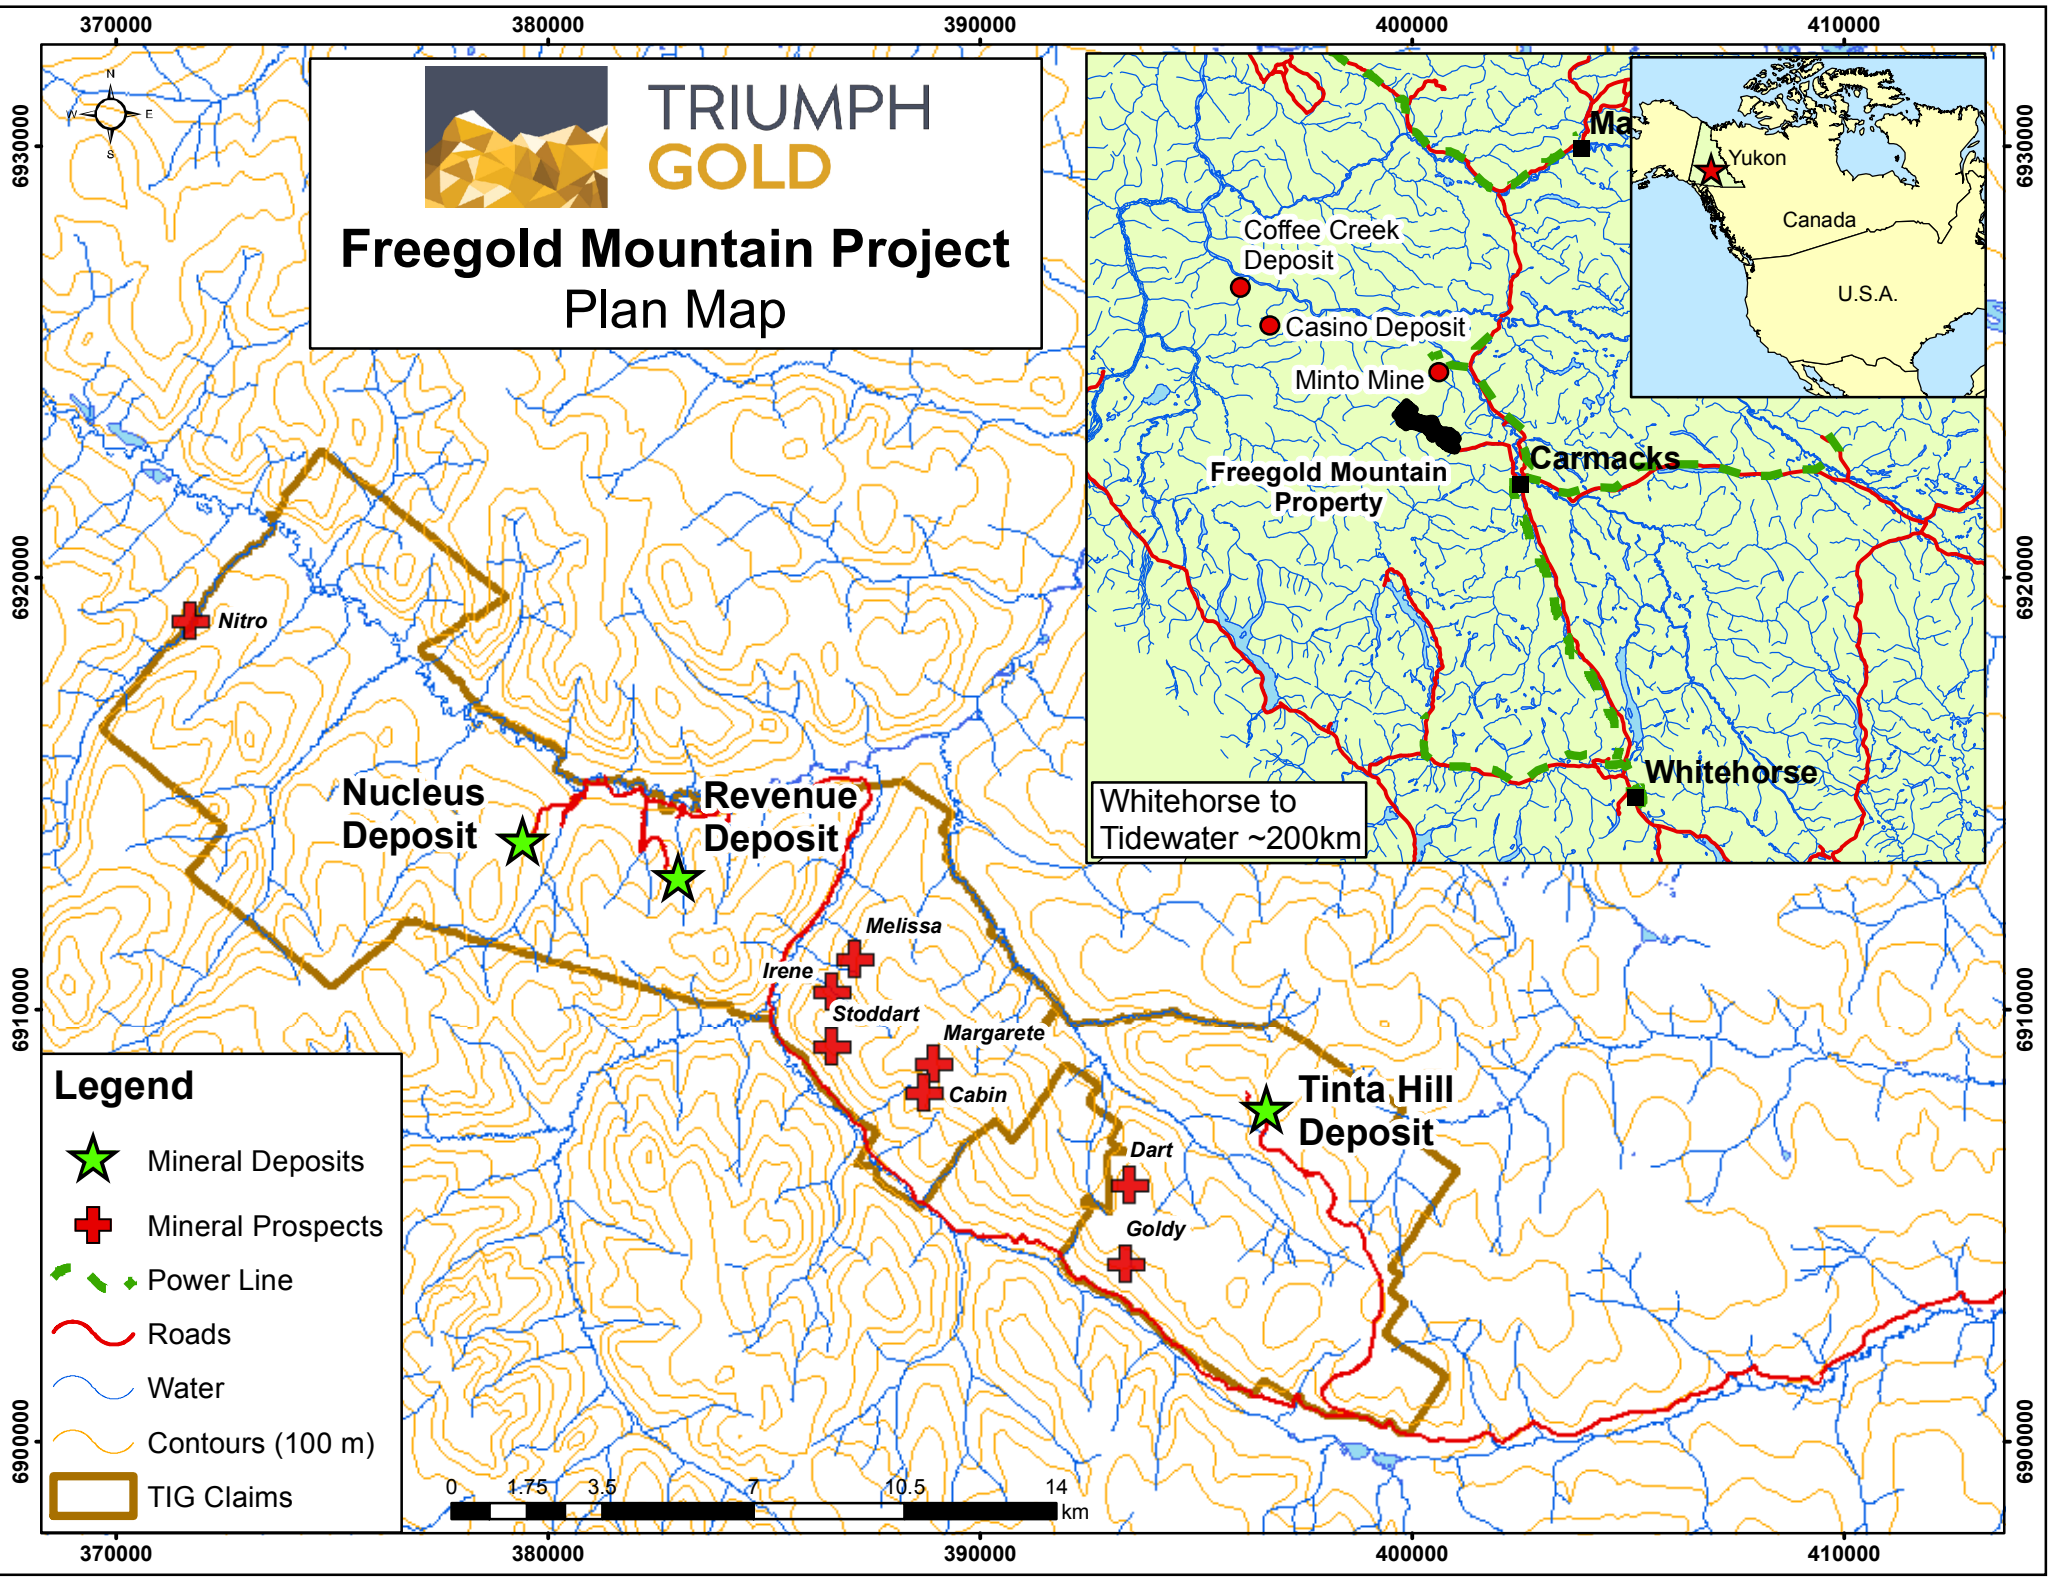 370000
380000
390000
400000
410000
6930000
6920000
6910000
6900000
N
W
E
S
TRIUMPH
GOLD
Freegold Mountain Project
Plan Map
Coffee Creek
Deposit
Casino Deposit
Minto Mine
Freegold Mountain
Property
Carmacks
Whitehorse
Ma
Whitehorse to
Tidewater ~200km
Yukon
Canada
U.S.A.
6930000
6920000
6910000
6900000
Nitro
Nucleus
Deposit
Revenue
Deposit
Melissa
Irene
Stoddart
Margarete
Cabin
Dart
Goldy
Tinta Hill
Deposit
Legend
Mineral Deposits
Mineral Prospects
Power Line
Roads
Water
Contours (100 m)
TIG Claims
0 1.75 3.5 7 10.5 14
km
370000
380000
390000
400000
410000